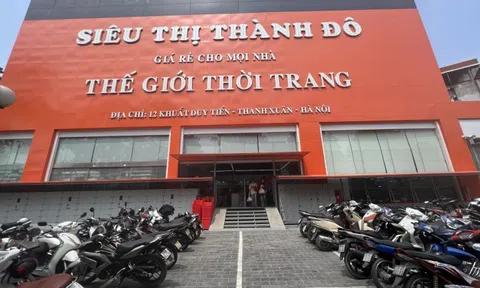 SIÊU THỊ THÀNH ĐÔ
GIÁ RẺ CHO MỌI NHÀ
THẾ GIỚI THỜI TRANG
ĐỊA CHỈ: 12 KHUẤT DUY TIẾN - THANH XUÂN - HÀ NỘI